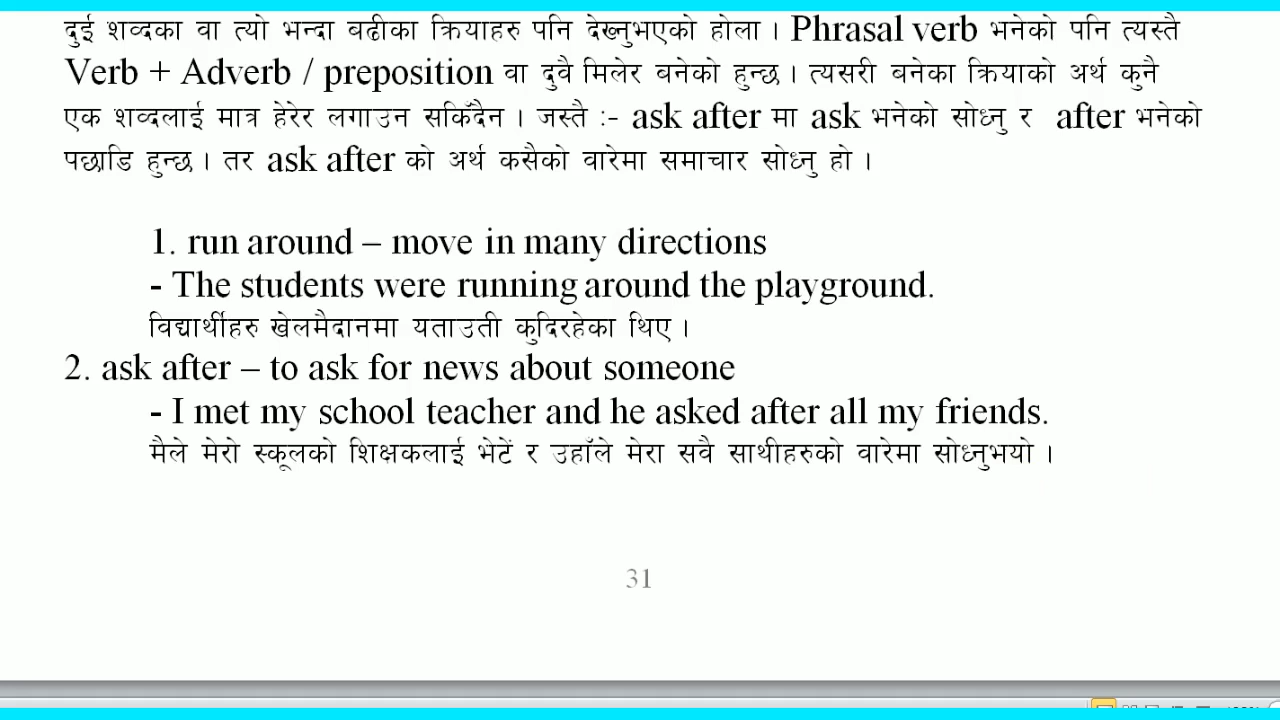 दुई शव्दका वा त्यो भन्दा बढीका क्रियाहरु पनि देख्नुभएको होला । Phrasal verb भनेको पनि त्यस्तै
Verb + Adverb / preposition वा दुवै मिलेर बनेको हुन्छ । त्यसरी बनेका क्रियाको अर्थ कुनै
एक शव्दलाई मात्र हेरेर लगाउन सकिँदैन । जस्तै :- ask after मा ask भनेको सोध्नु र after भनेको
पछाडि हुन्छ । तर ask after को अर्थ कसैको वारेमा समाचार सोध्नु हो ।
1. run around – move in many directions
- The students were running around the playground.
विद्यार्थीहरु खेलमैदानमा यताउती कुदिरहेका थिए ।
2. ask after – to ask for news about someone
- I met my school teacher and he asked after all my friends.
मैले मेरो स्कूलको शिक्षकलाई भेटें र उहाँले मेरा सवै साथीहरुको वारेमा सोध्नुभयो ।
31